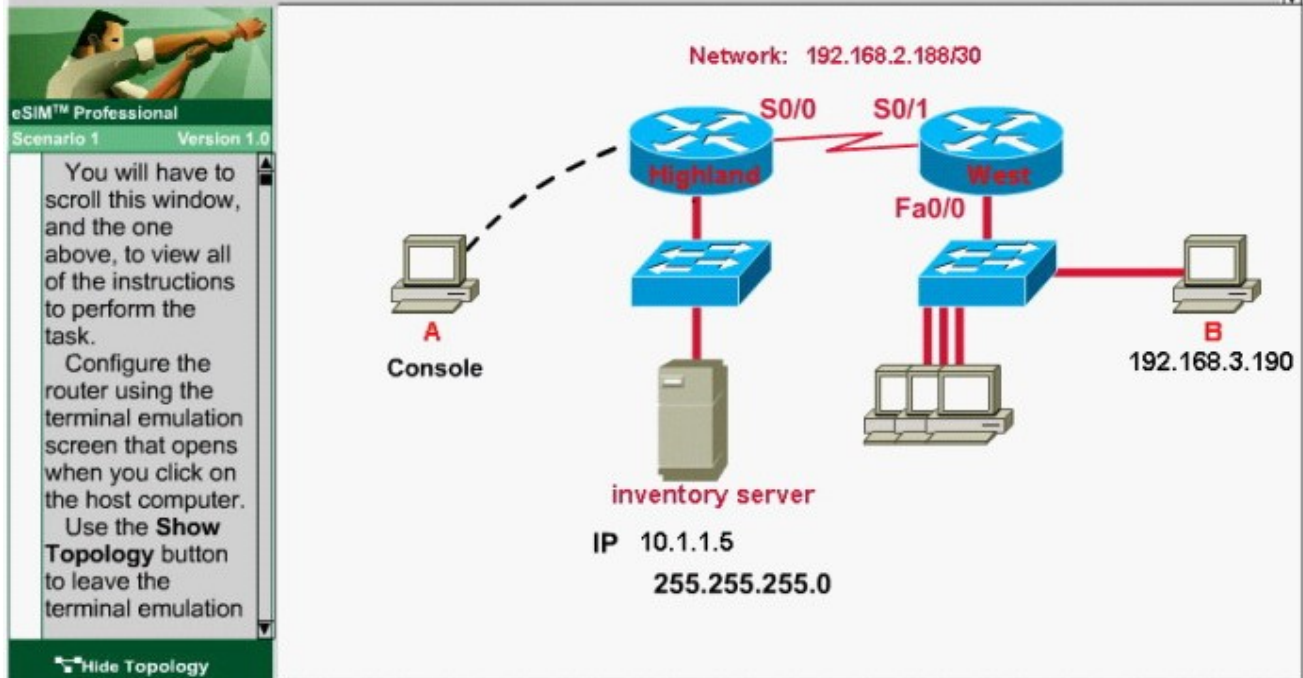 eSIM™ Professional
Scenario 1 Version 1.0
You will have to
scroll this window,
and the one
above, to view all
of the instructions
to perform the
task.
Configure the
router using the
terminal emulation
screen that opens
when you click on
the host computer.
Use the Show
Topology button
to leave the
terminal emulation
Hide Topology
Network: 192.168.2.188/30
S0/0 S0/1
Highland West
Fa0/0
A
Console
B
192.168.3.190
inventory server
IP 10.1.1.5
255.255.255.0